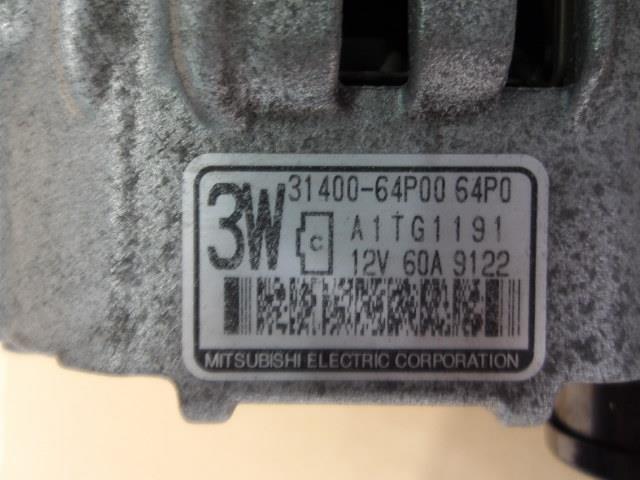 3W
31400-64P00 64P0
C A1TG1191
12V 60A 9122
MITSUBISHI ELECTRIC CORPORATION